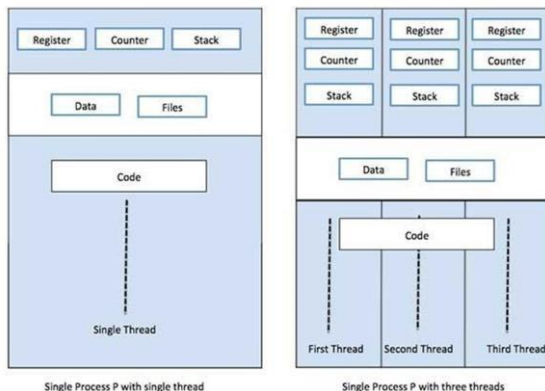 Register Counter Stack
Data Files
Code
Single Thread
Single Process P with single thread
Register Register Register
Counter Counter Counter
Stack Stack Stack
Data Files
Code
First Thread Second Thread Third Thread
Single Process P with three threads